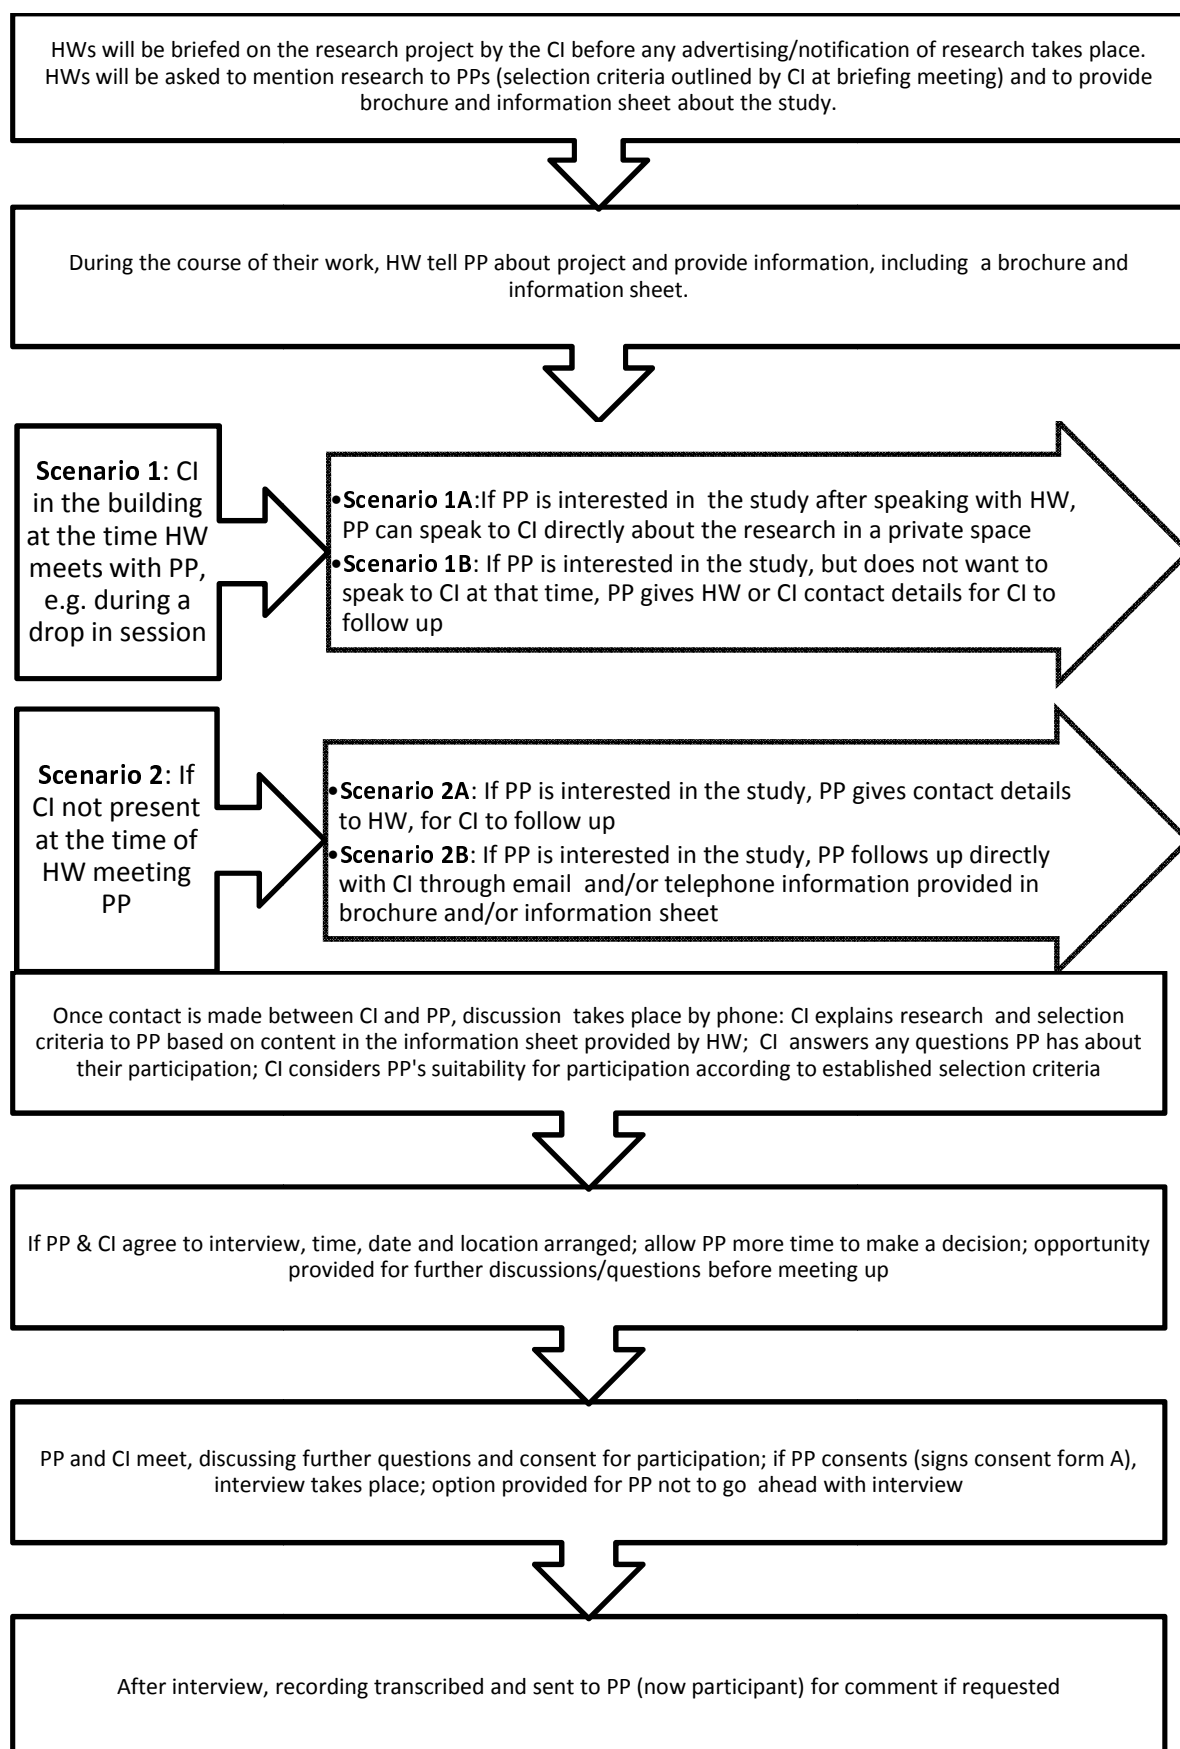 HWs will be briefed on the research project by the CI before any advertising/notification of research takes place.
HWs will be asked to mention research to PPs (selection criteria outlined by CI at briefing meeting) and to provide
brochure and information sheet about the study.
During the course of their work, HW tell PP about project and provide information, including a brochure and
information sheet.
Scenario 1: CI
in the building
at the time HW
meets with PP,
e.g. during a
drop in session
•Scenario 1A:If PP is interested in the study after speaking with HW,
PP can speak to CI directly about the research in a private space
•Scenario 1B: If PP is interested in the study, but does not want to
speak to CI at that time, PP gives HW or CI contact details for CI to
follow up
Scenario 2: If
CI not present
at the time of
HW meeting
PP
•Scenario 2A: If PP is interested in the study, PP gives contact details
to HW, for CI to follow up
•Scenario 2B: If PP is interested in the study, PP follows up directly
with CI through email and/or telephone information provided in
brochure and/or information sheet
Once contact is made between CI and PP, discussion takes place by phone: CI explains research and selection
criteria to PP based on content in the information sheet provided by HW; CI answers any questions PP has about
their participation; CI considers PP's suitability for participation according to established selection criteria
If PP & CI agree to interview, time, date and location arranged; allow PP more time to make a decision; opportunity
provided for further discussions/questions before meeting up
PP and CI meet, discussing further questions and consent for participation; if PP consents (signs consent form A),
interview takes place; option provided for PP not to go ahead with interview
After interview, recording transcribed and sent to PP (now participant) for comment if requested